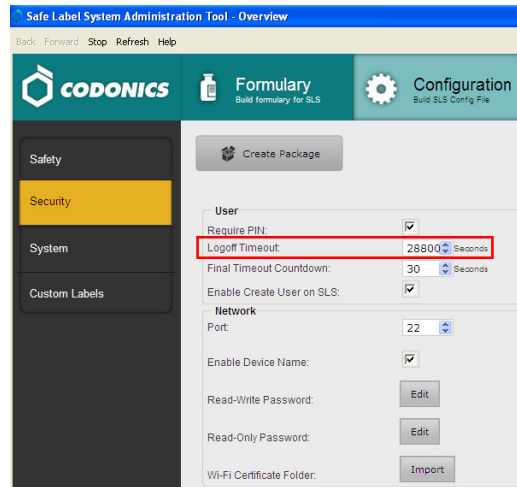 Safe Label System Administration Tool - Overview
Back Forward Stop Refresh Help
CODONICS
Formulary
Build formulary for SLS
Configuration
Build SLS Config File
Safety
Security
System
Custom Labels
Create Package
User
Require PIN:
Logoff Timeout: 28800 Seconds
Final Timeout Countdown: 30 Seconds
Enable Create User on SLS:
Network
Port: 22
Enable Device Name:
Read-Write Password: Edit
Read-Only Password: Edit
Wi-Fi Certificate Folder: Import